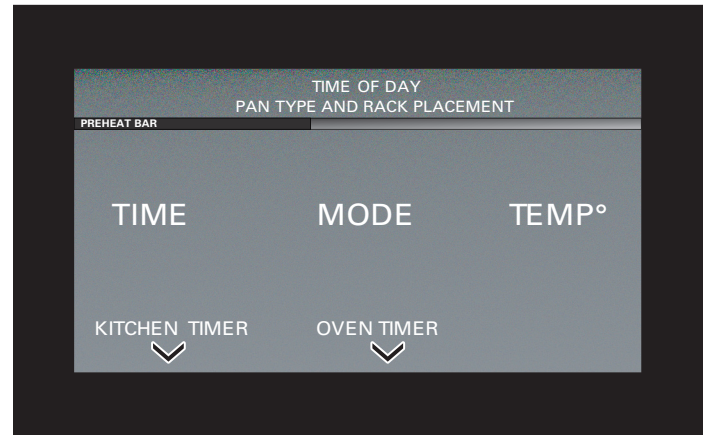 TIME OF DAY
PAN TYPE AND RACK PLACEMENT
PREHEAT BAR
TIME MODE TEMP°
KITCHEN TIMER OVEN TIMER